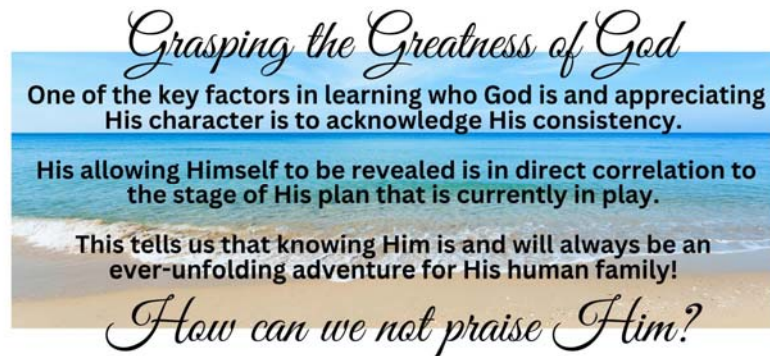 Grasping the Greatness of God
One of the key factors in learning who God is and appreciating
His character is to acknowledge His consistency.
His allowing Himself to be revealed is in direct correlation to
the stage of His plan that is currently in play.
This tells us that knowing Him is and will always be an
ever-unfolding adventure for His human family!
How can we not praise Him?